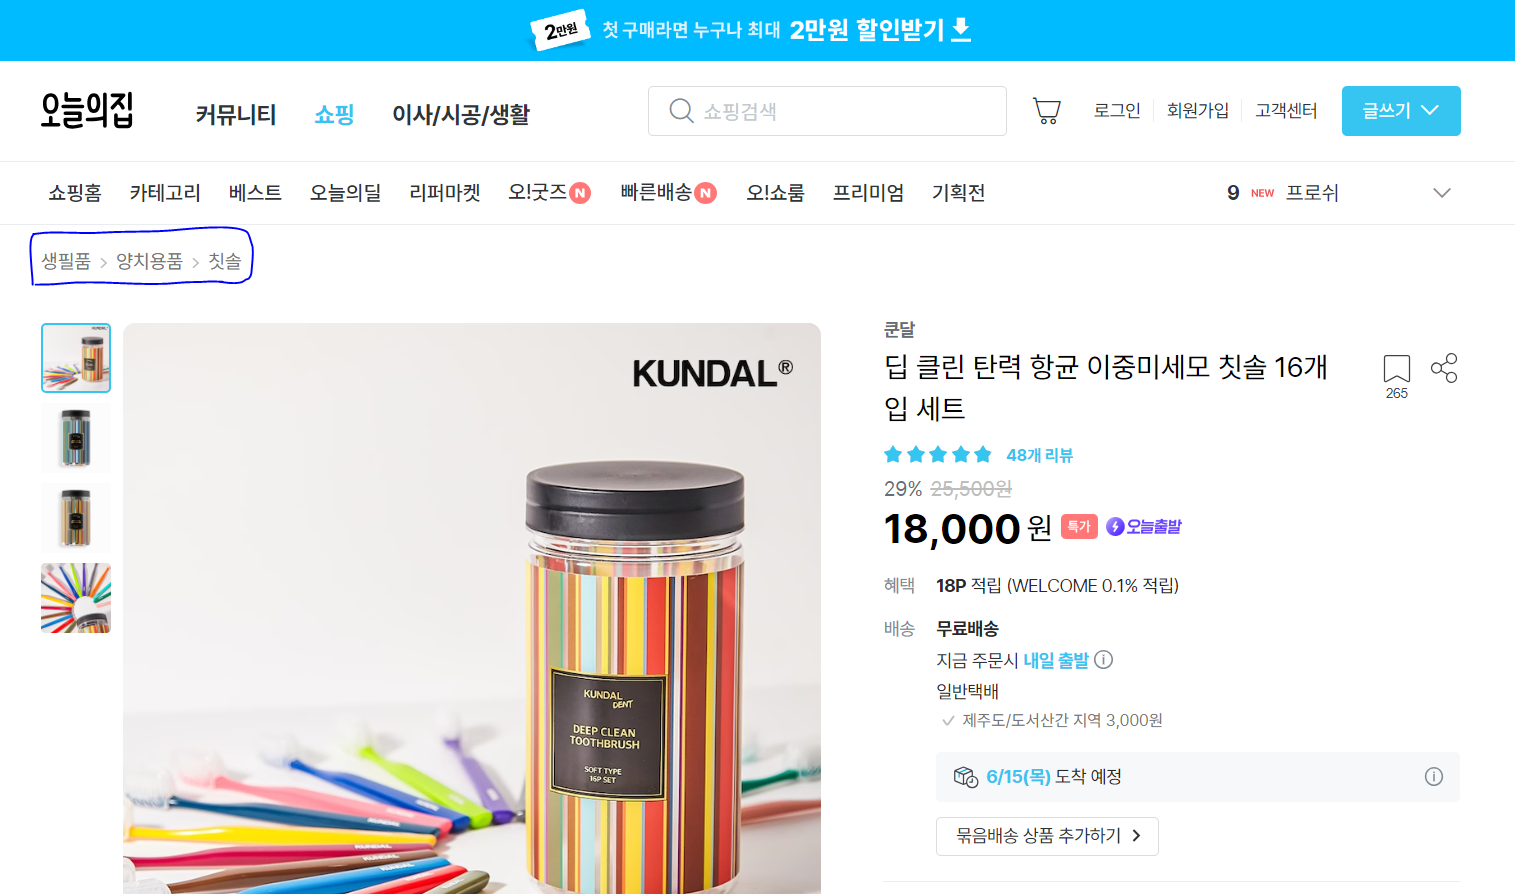 2만원 첫 구매라면 누구나 최대 2만원 할인받기
오늘의집 커뮤니티 쇼핑 이사/시공/생활 쇼핑검색 로그인 회원가입 고객센터 글쓰기
쇼핑홈 카테고리 베스트 오늘의딜 리퍼마켓 오!굿즈 N 빠른배송 N 오!쇼룸 프리미엄 기획전 9 NEW 프로쉬
생필품 > 양치용품 > 칫솔
KUNDAL®
KUNDAL
DENT
DEEP CLEAN
TOOTHBRUSH
SOFT TYPE
16P SET
KUNDAL
KUNDAL
쿤달
딥 클린 탄력 항균 이중미세모 칫솔 16개
입 세트
265
48개 리뷰
29% 25,500원
18,000원 특가 오늘출발
혜택 18P 적립 (WELCOME 0.1% 적립)
배송 무료배송
지금 주문시 내일 출발
일반택배
제주도/도서산간 지역 3,000원
6/15(목) 도착 예정
묶음배송 상품 추가하기 >